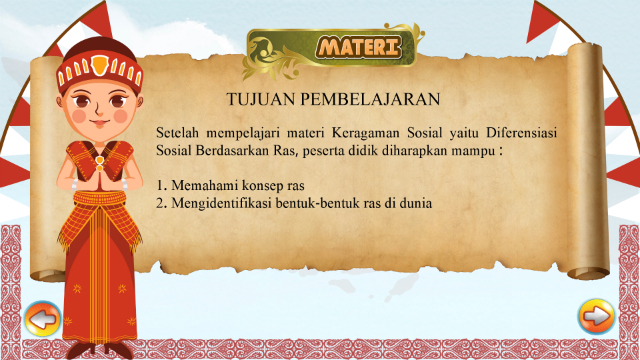 MATERI
TUJUAN PEMBELAJARAN
Setelah mempelajari materi Keragaman Sosial yaitu Diferensiasi
Sosial Berdasarkan Ras, peserta didik diharapkan mampu :
1. Memahami konsep ras
2. Mengidentifikasi bentuk-bentuk ras di dunia